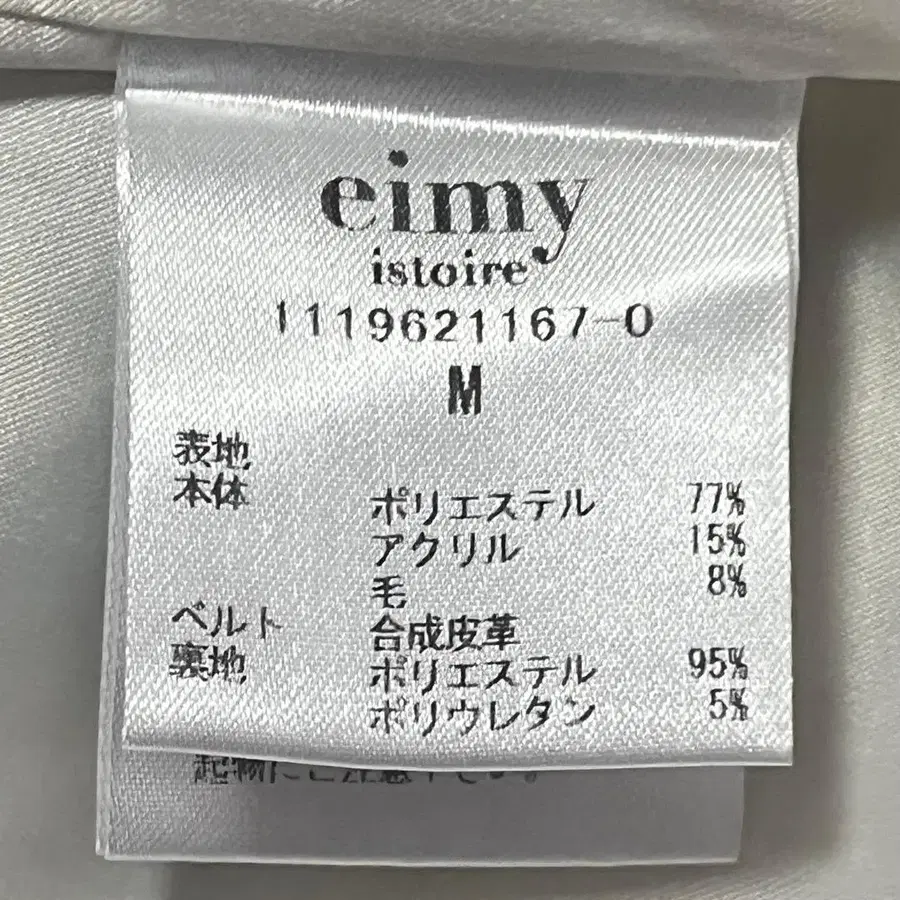 eimy
istoire
1119621167-0
M
表地
本体 ポリエステル 77%
アクリル 15%
毛 8%
ベルト 合成皮革
裏地 ポリエステル 95%
ポリウレタン 5%